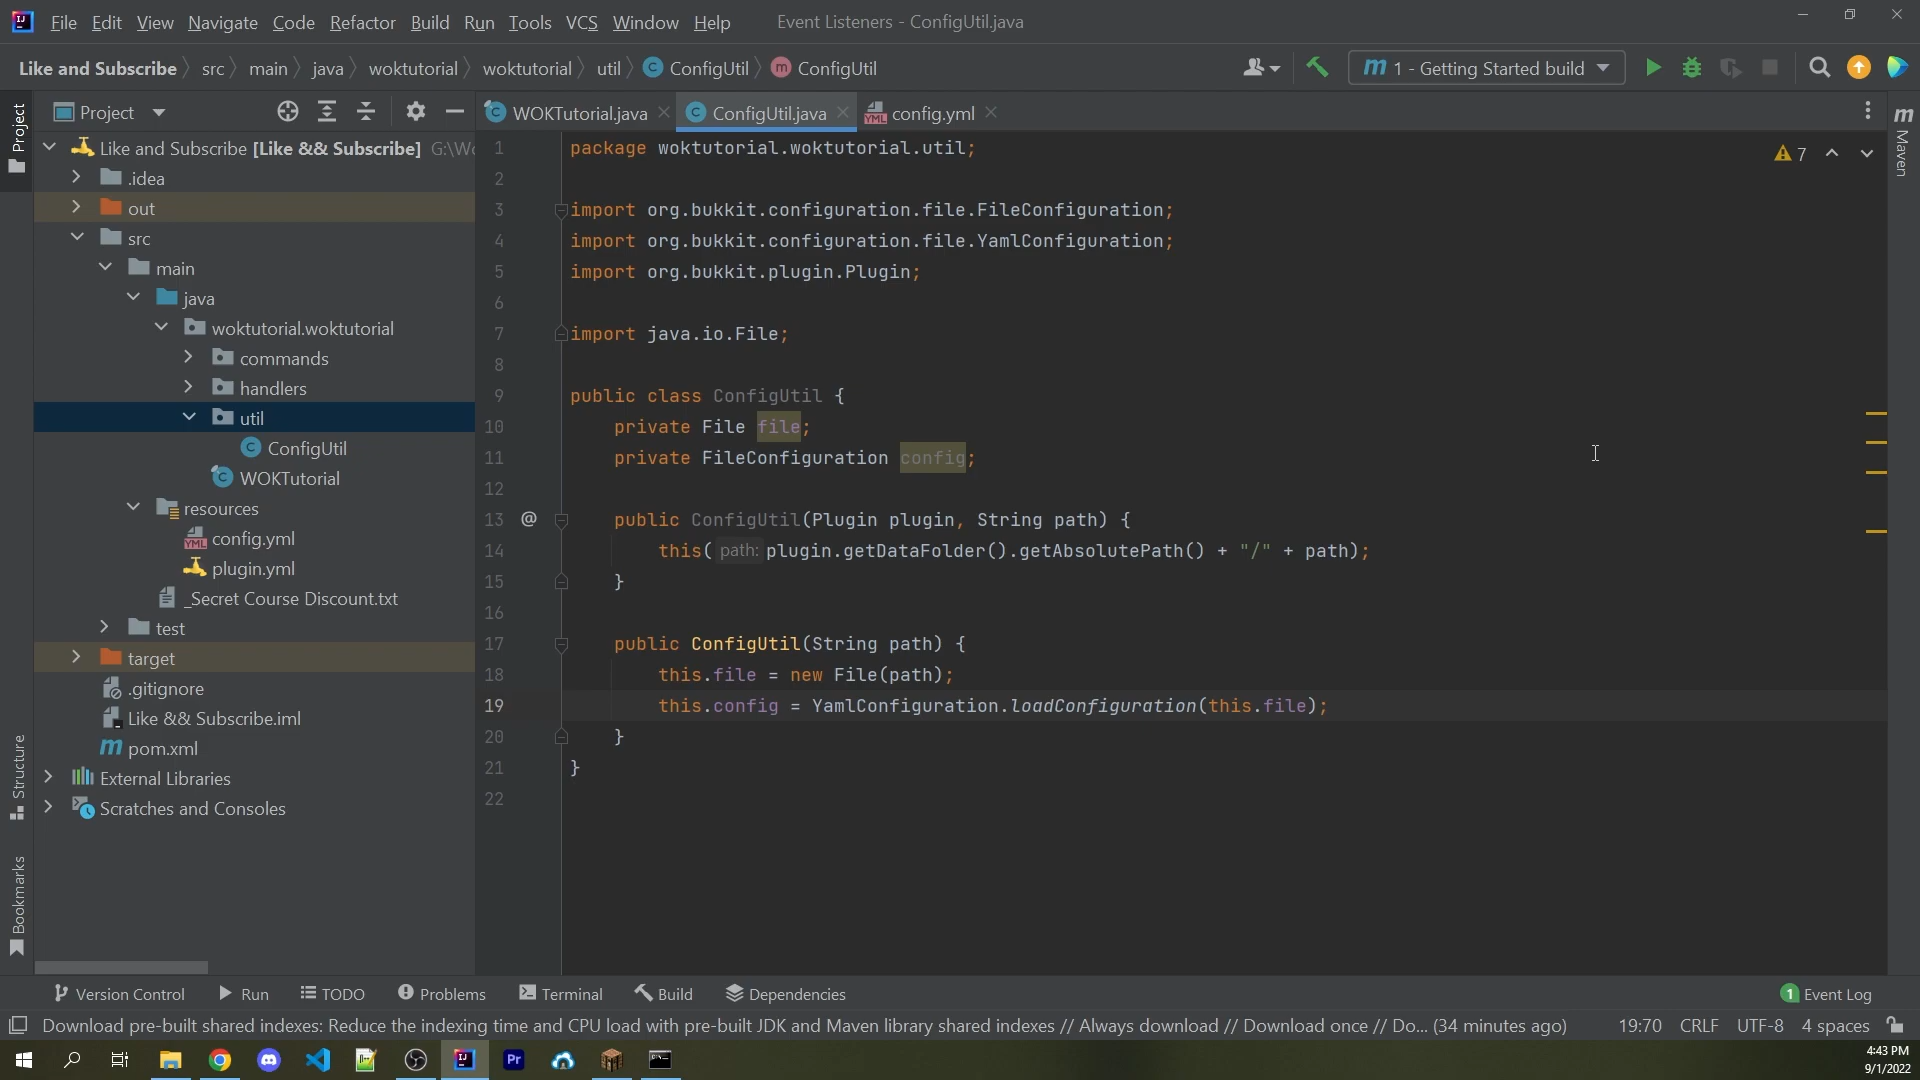 File Edit View Navigate Code Refactor Build Run Tools VCS Window Help Event Listeners - ConfigUtil.java
Like and Subscribe src main java woktutorial woktutorial util ConfigUtil ConfigUtil 1 - Getting Started build
Project WOKTutorial.java ConfigUtil.java config.yml
Project
Like and Subscribe [Like && Subscribe] G:\Wo
.idea
out
src
main
java
woktutorial.woktutorial
commands
handlers
util
ConfigUtil
WOKTutorial
resources
config.yml
plugin.yml
_Secret Course Discount.txt
test
target
.gitignore
Like && Subscribe.iml
pom.xml
External Libraries
Scratches and Consoles
Structure
Bookmarks
1 package woktutorial.woktutorial.util;
2
3 import org.bukkit.configuration.file.FileConfiguration;
4 import org.bukkit.configuration.file.YamlConfiguration;
5 import org.bukkit.plugin.Plugin;
6
7 import java.io.File;
8
9 public class ConfigUtil {
10 private File file;
11 private FileConfiguration config;
12
13 @ public ConfigUtil(Plugin plugin, String path) {
14 this( path: plugin.getDataFolder().getAbsolutePath() + "/" + path);
15 }
16
17 public ConfigUtil(String path) {
18 this.file = new File(path);
19 this.config = YamlConfiguration.loadConfiguration(this.file);
20 }
21 }
22
7
Maven
Version Control Run TODO Problems Terminal Build Dependencies 1 Event Log
Download pre-built shared indexes: Reduce the indexing time and CPU load with pre-built JDK and Maven library shared indexes // Always download // Download once // Do... (34 minutes ago) 19:70 CRLF UTF-8 4 spaces
4:43 PM
9/1/2022